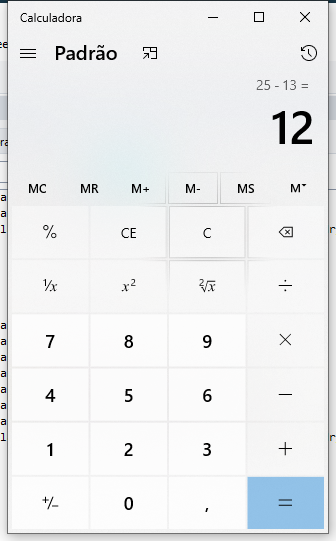 Calculadora
Padrão
25 - 13 =
12
MC MR M+ M- MS M˅
% CE C
¹/x x² ²√x ÷
7 8 9 ×
4 5 6 −
1 2 3 +
+/− 0 , =